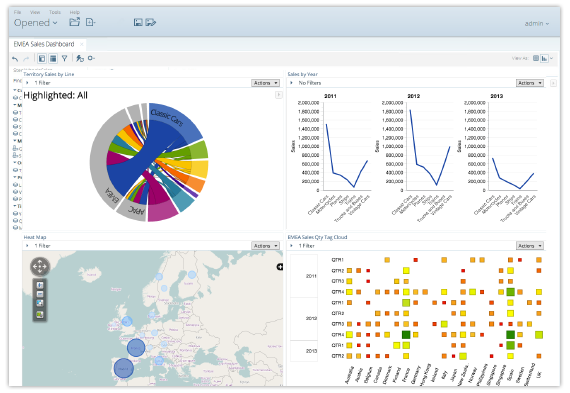 File View Tools Help
Opened
admin
EMEA Sales Dashboard
View As:
Territory Sales by Line
1 Filter
Actions
Highlighted: All
Classic Cars
EMEA
APAC
Sales by Year
No Filters
Actions
2011 2012 2013
2,000,000 2,000,000 2,000,000
1,800,000 1,800,000 1,800,000
1,600,000 1,600,000 1,600,000
1,400,000 1,400,000 1,400,000
1,200,000 1,200,000 1,200,000
1,000,000 1,000,000 1,000,000
800,000 800,000 800,000
600,000 600,000 600,000
400,000 400,000 400,000
200,000 200,000 200,000
0 0 0
Sales Sales Sales
Classic Cars Motorcycles Planes Ships Trains Trucks and Buses Vintage Cars
Classic Cars Motorcycles Planes Ships Trains Trucks and Buses Vintage Cars
Classic Cars Motorcycles Planes Ships Trains Trucks and Buses Vintage Cars
Heat Map
1 Filter
Actions
EMEA Sales Qty Tag Cloud
1 Filter
Actions
QTR1
2011 QTR2
QTR3
QTR4
QTR1
2012 QTR2
QTR3
QTR4
2013 QTR1
QTR2
Australia Austria Belgium Canada Denmark Finland France Germany Hong Kong Ireland Italy Japan New Zealand Norway Philippines Singapore Spain Sweden Switzerland UK